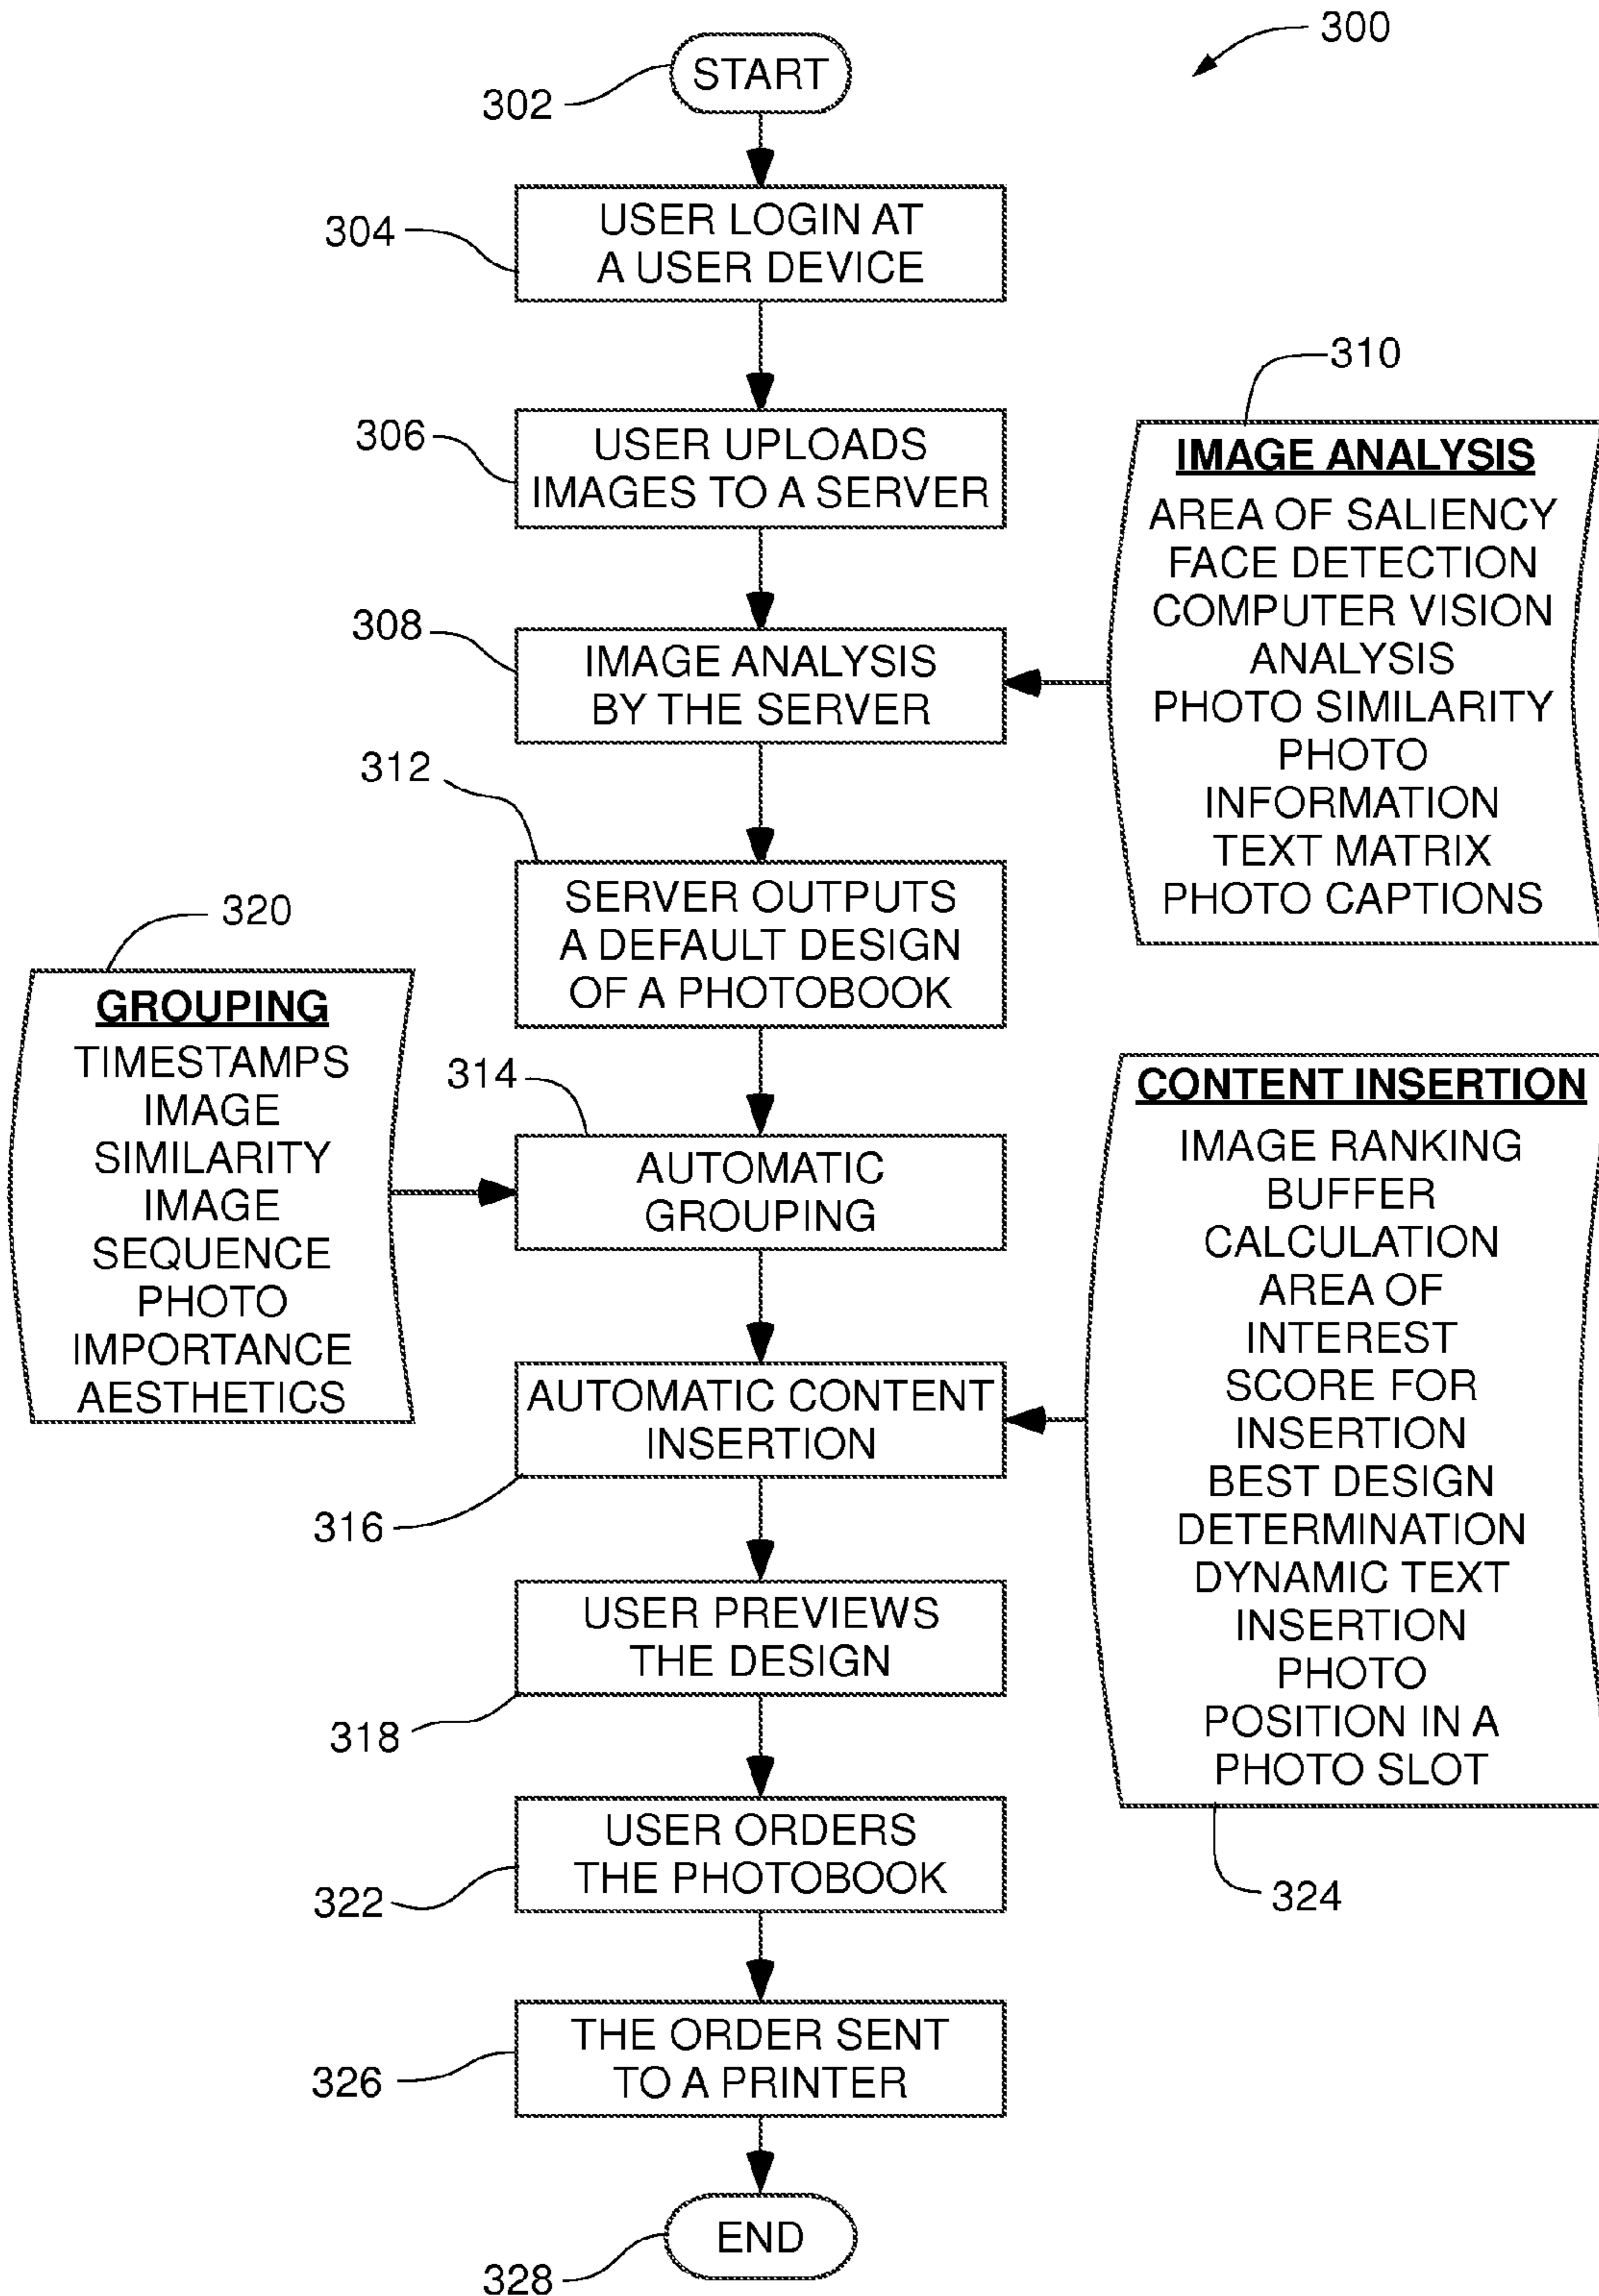 300
302
START
304
USER LOGIN AT
A USER DEVICE
306
USER UPLOADS
IMAGES TO A SERVER
308
IMAGE ANALYSIS
BY THE SERVER
310
IMAGE ANALYSIS
AREA OF SALIENCY
FACE DETECTION
COMPUTER VISION
ANALYSIS
PHOTO SIMILARITY
PHOTO
INFORMATION
TEXT MATRIX
PHOTO CAPTIONS
312
SERVER OUTPUTS
A DEFAULT DESIGN
OF A PHOTOBOOK
320
GROUPING
TIMESTAMPS
IMAGE
SIMILARITY
IMAGE
SEQUENCE
PHOTO
IMPORTANCE
AESTHETICS
314
AUTOMATIC
GROUPING
AUTOMATIC CONTENT
INSERTION
316
CONTENT INSERTION
IMAGE RANKING
BUFFER
CALCULATION
AREA OF
INTEREST
SCORE FOR
INSERTION
BEST DESIGN
DETERMINATION
DYNAMIC TEXT
INSERTION
PHOTO
POSITION IN A
PHOTO SLOT
324
USER PREVIEWS
THE DESIGN
318
USER ORDERS
THE PHOTOBOOK
322
THE ORDER SENT
TO A PRINTER
326
END
328